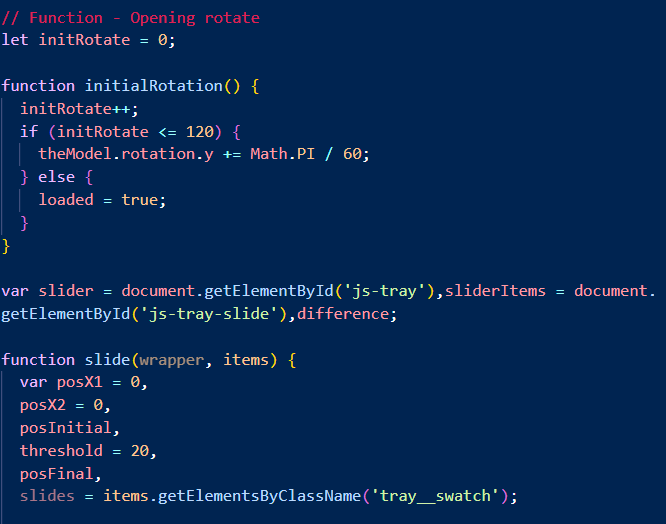 // Function - Opening rotate
let initRotate = 0;
function initialRotation() {
initRotate++;
if (initRotate <= 120) {
theModel.rotation.y += Math.PI / 60;
} else {
loaded = true;
}
}
var slider = document.getElementById('js-tray'),sliderItems = document.
getElementById('js-tray-slide'),difference;
function slide(wrapper, items) {
var posX1 = 0,
posX2 = 0,
posInitial,
threshold = 20,
posFinal,
slides = items.getElementsByClassName('tray__swatch');